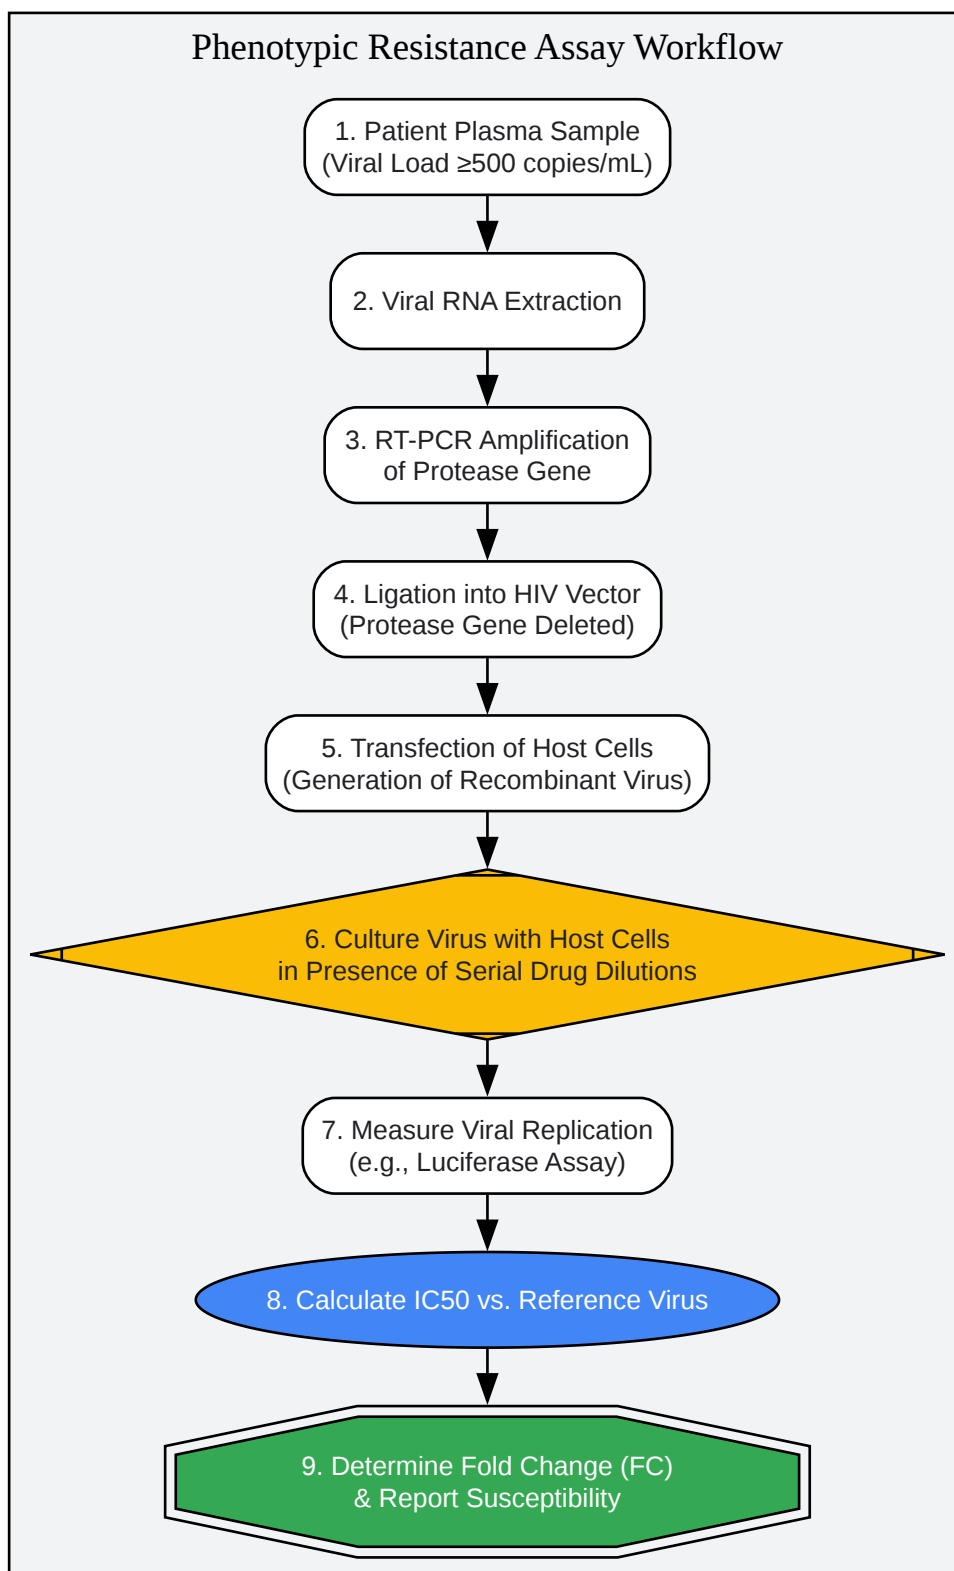 Phenotypic Resistance Assay Workflow
1. Patient Plasma Sample
(Viral Load ≥500 copies/mL)
2. Viral RNA Extraction
3. RT-PCR Amplification
of Protease Gene
4. Ligation into HIV Vector
(Protease Gene Deleted)
5. Transfection of Host Cells
(Generation of Recombinant Virus)
6. Culture Virus with Host Cells
in Presence of Serial Drug Dilutions
7. Measure Viral Replication
(e.g., Luciferase Assay)
8. Calculate IC50 vs. Reference Virus
9. Determine Fold Change (FC)
& Report Susceptibility